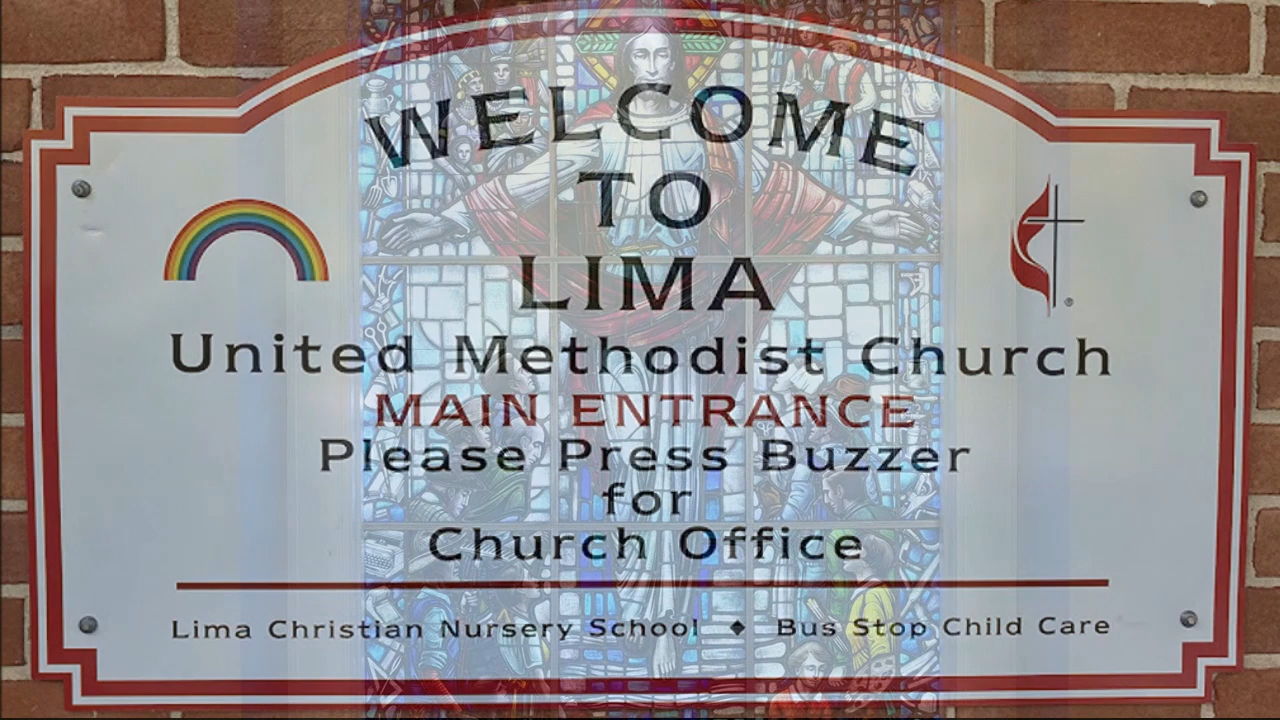 WELCOME
TO
LIMA
United Methodist Church
MAIN ENTRANCE
Please Press Buzzer
for
Church Office
Lima Christian Nursery School ◆ Bus Stop Child Care